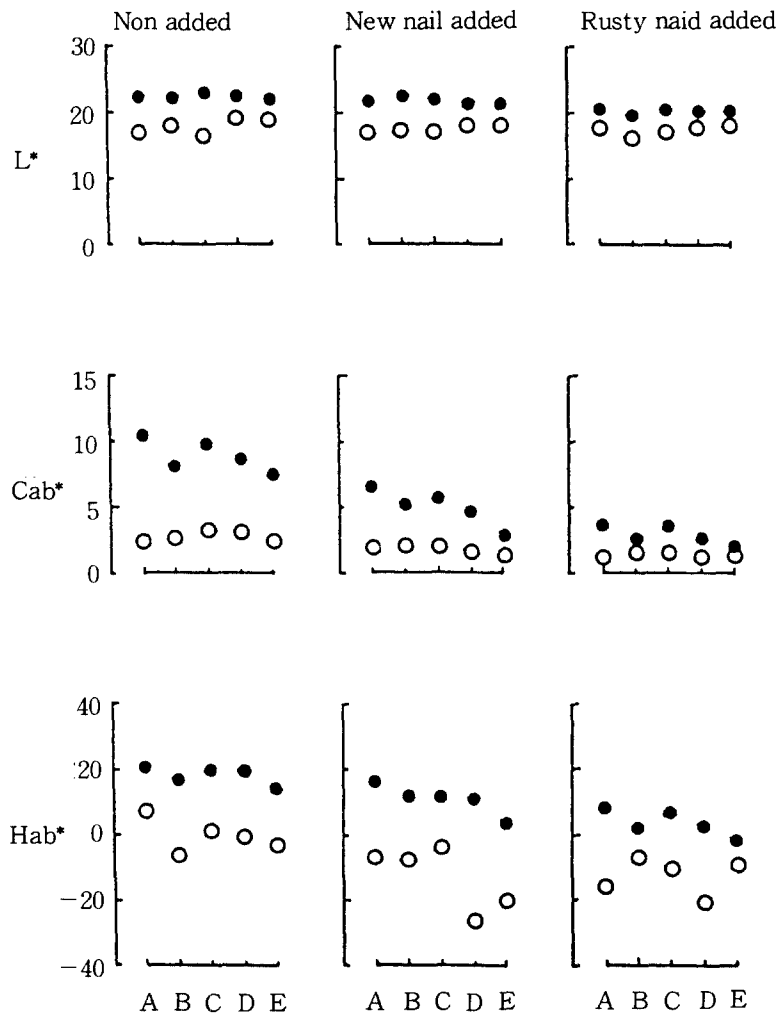 Non added New nail added Rusty naid added
30
20
L*
10
0
15
10
Cab*
5
0
40
20
Hab* 0
−20
−40
A B C D E A B C D E A B C D E